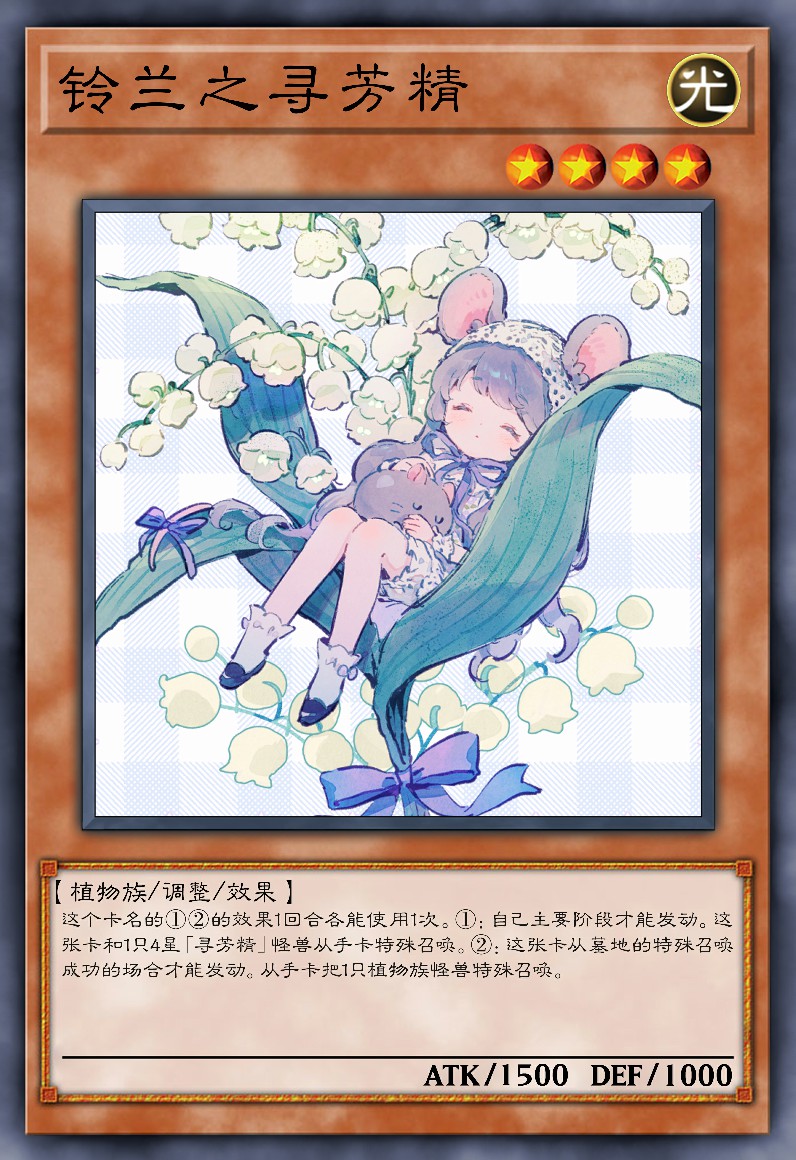 铃兰之寻芳精
光
【植物族/调整/效果】
这个卡名的①②的效果1回合各能使用1次。①:自己主要阶段才能发动。这
张卡和1只4星「寻芳精」怪兽从手卡特殊召唤。②:这张卡从墓地的特殊召唤
成功的场合才能发动。从手卡把1只植物族怪兽特殊召唤。
ATK/1500 DEF/1000